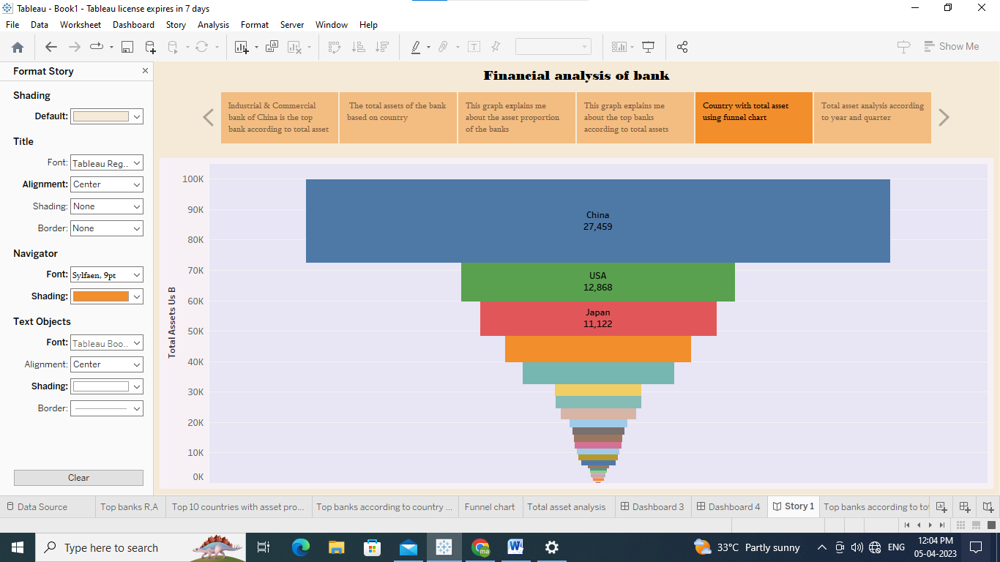 Tableau - Book1 - Tableau license expires in 7 days
File Data Worksheet Dashboard Story Analysis Format Server Window Help
Show Me
Format Story
Shading
Default:
Title
Font: Tableau Reg..
Alignment: Center
Shading: None
Border: None
Navigator
Font: Sylfaen, 9pt
Shading:
Text Objects
Font: Tableau Boo..
Alignment: Center
Shading:
Border:
Clear
Financial analysis of bank
Industrial & Commercial
bank of China is the top
bank according to total asset
The total assets of the bank
based on country
This graph explains me
about the asset proportion
of the banks
This graph explains me
about the top banks
according to total assets
Country with total asset
using funnel chart
Total asset analysis according
to year and quarter
Total Assets Us B
100K
90K
80K
70K
60K
50K
40K
30K
20K
10K
0K
China
27,459
USA
12,868
Japan
11,122
Data Source Top banks R.A Top 10 countries with asset pro... Top banks according to country ... Funnel chart Total asset analysis Dashboard 3 Dashboard 4 Story 1 Top banks according to tot
Type here to search
33°C Partly sunny
ENG
12:04 PM
05-04-2023